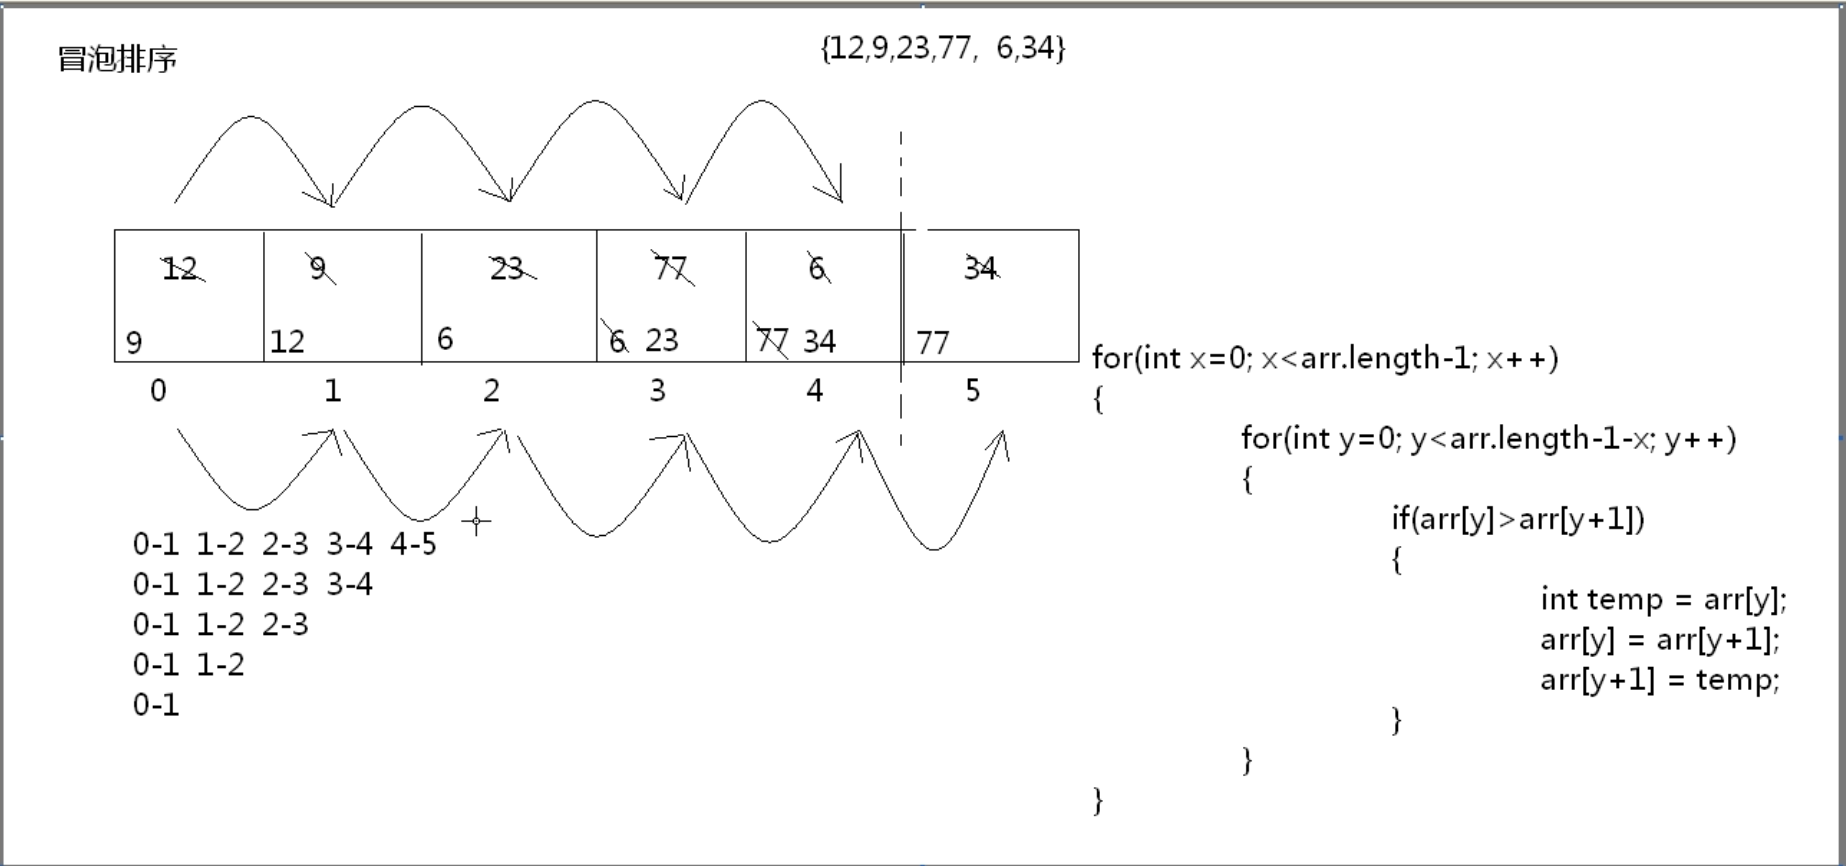 冒泡排序
{12,9,23,77, 6,34}
12 9 23 77 6 34
9 12 6 6 23 77 34 77
0 1 2 3 4 5
0-1 1-2 2-3 3-4 4-5
0-1 1-2 2-3 3-4
0-1 1-2 2-3
0-1 1-2
0-1
for(int x=0; x<arr.length-1; x++)
{
for(int y=0; y<arr.length-1-x; y++)
{
if(arr[y]>arr[y+1])
{
int temp = arr[y];
arr[y] = arr[y+1];
arr[y+1] = temp;
}
}
}